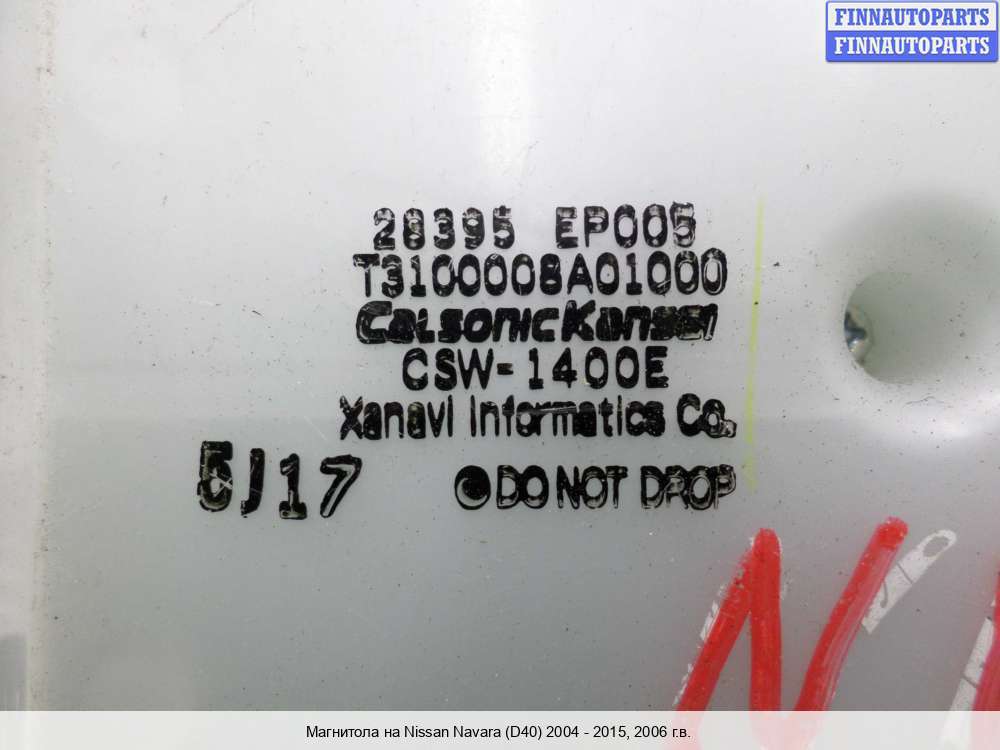 FINNAUTOPARTS
FINNAUTOPARTS
28395 EP005
T3100008A01000
CalsonicKansei
CSW-1400E
Xanavi Informatics Co.
5J17
DO NOT DROP
Магнитола на Nissan Navara (D40) 2004 - 2015, 2006 г.в.